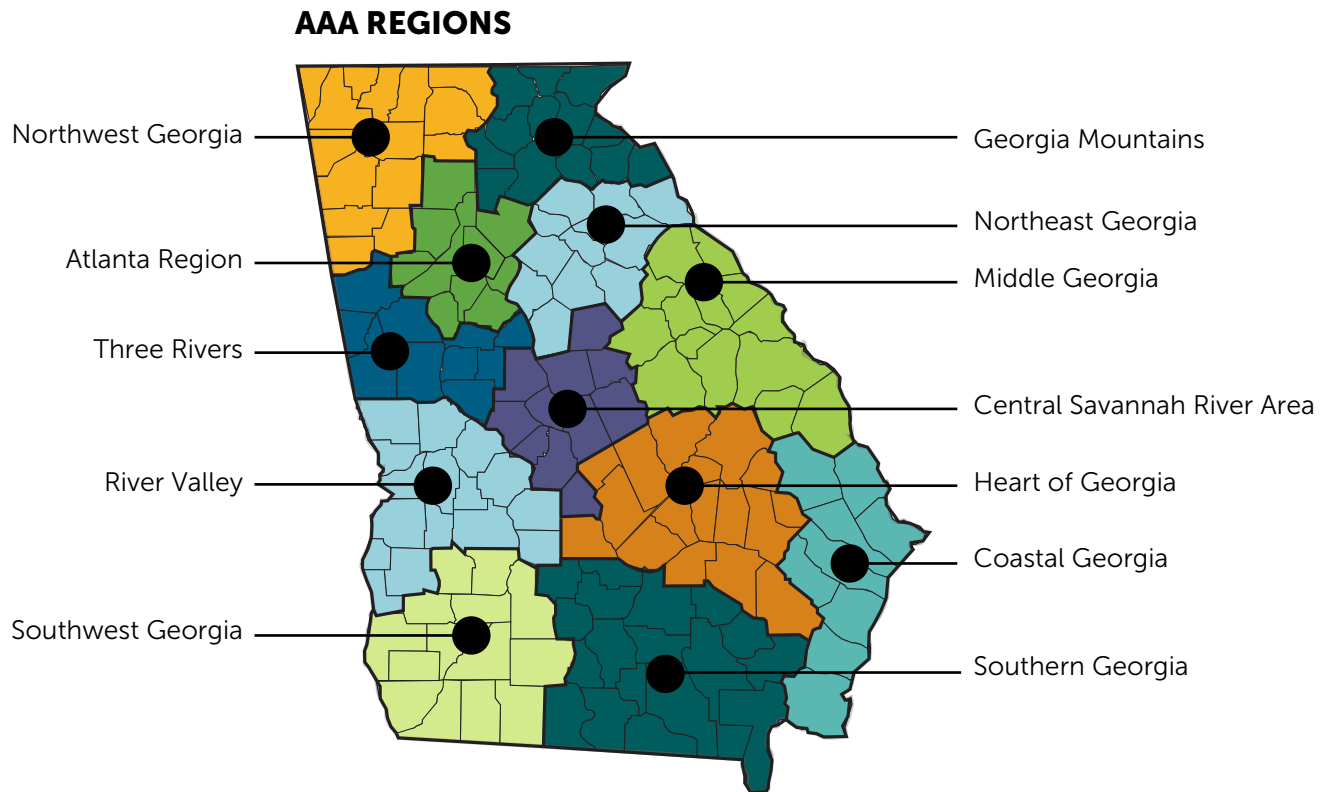 AAA REGIONS
Northwest Georgia
Atlanta Region
Three Rivers
River Valley
Southwest Georgia
Georgia Mountains
Northeast Georgia
Middle Georgia
Central Savannah River Area
Heart of Georgia
Coastal Georgia
Southern Georgia